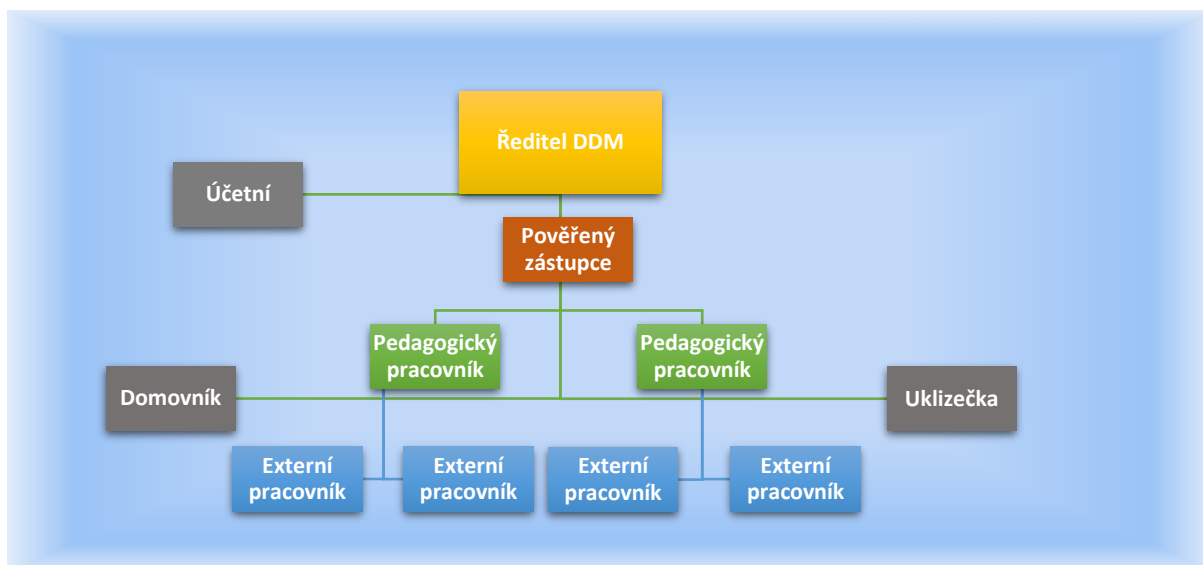 Ředitel DDM
Účetní
Pověřený
zástupce
Pedagogický
pracovník
Pedagogický
pracovník
Domovník
Uklizečka
Externí
pracovník
Externí
pracovník
Externí
pracovník
Externí
pracovník